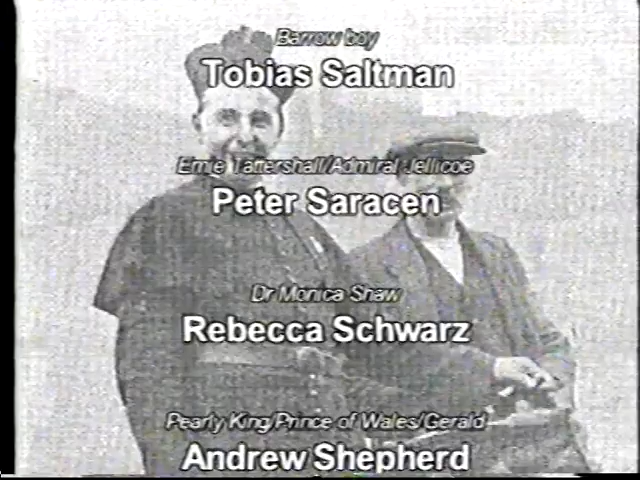 Barrow boy
Tobias Saltman
Ernie Tattershall/Admiral Jellicoe
Peter Saracen
Dr Monica Shaw
Rebecca Schwarz
Pearly King/Prince of Wales/Gerald
Andrew Shepherd